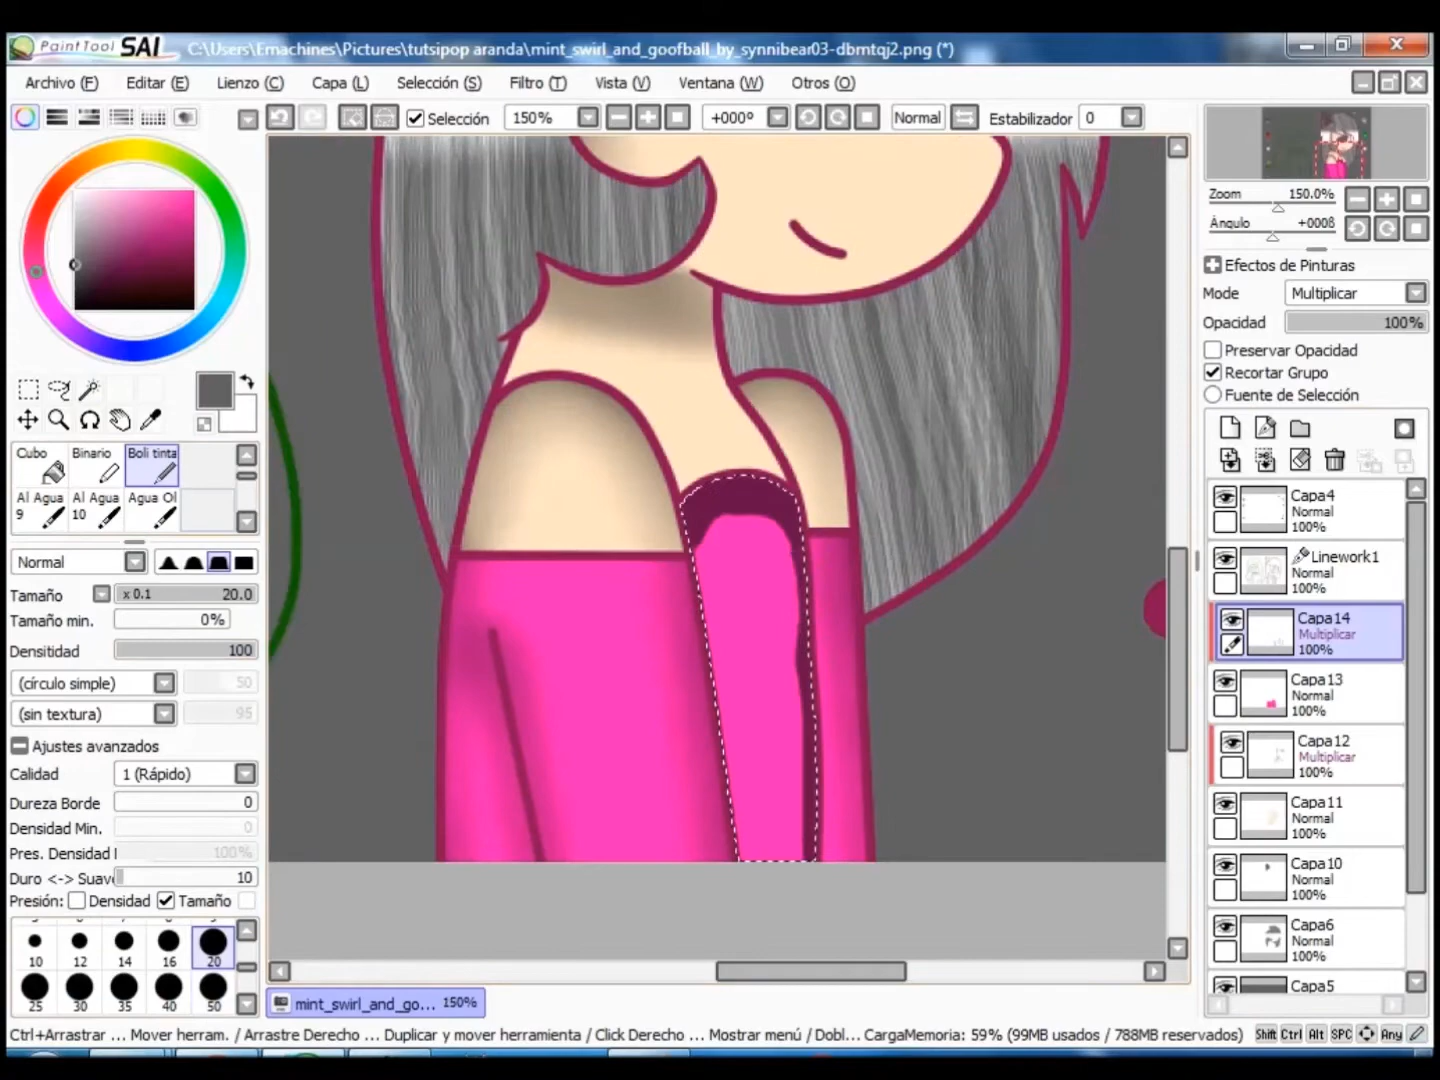 PaintTool SAI C:\Users\Emachines\Pictures\tutsipop aranda\mint_swirl_and_goofball_by_synnibear03-dbmtqj2.png (*)
Archivo (F) Editar (E) Lienzo (C) Capa (L) Selección (S) Filtro (T) Vista (V) Ventana (W) Otros (O)
Selección 150% +000º Normal Estabilizador 0
Zoom 150.0%
Ángulo +000ß
Efectos de Pinturas
Mode Multiplicar
Opacidad 100%
Preservar Opacidad
Recortar Grupo
Fuente de Selección
Cubo Binario Boli tinta
Al Agua 9 Al Agua 10 Agua Ol
Normal
Tamaño x 0.1 20.0
Tamaño min. 0%
Densitidad 100
(círculo simple) 50
(sin textura) 95
Ajustes avanzados
Calidad 1 (Rápido)
Dureza Borde 0
Densidad Min. 0
Pres. Densidad 100%
Duro <-> Suav 10
Presión: Densidad Tamaño
10 12 14 16 20
25 30 35 40 50
Capa4
Normal
100%
Linework1
Normal
100%
Capa14
Multiplicar
100%
Capa13
Normal
100%
Capa12
Multiplicar
100%
Capa11
Normal
100%
Capa10
Normal
100%
Capa6
Normal
100%
Capa5
mint_swirl_and_go... 150%
Ctrl+Arrastrar ... Mover herram. / Arrastre Derecho ... Duplicar y mover herramienta / Click Derecho ... Mostrar menú / Dobl... CargaMemoria: 59% (99MB usados / 788MB reservados) Shift Ctrl Alt SPC Any